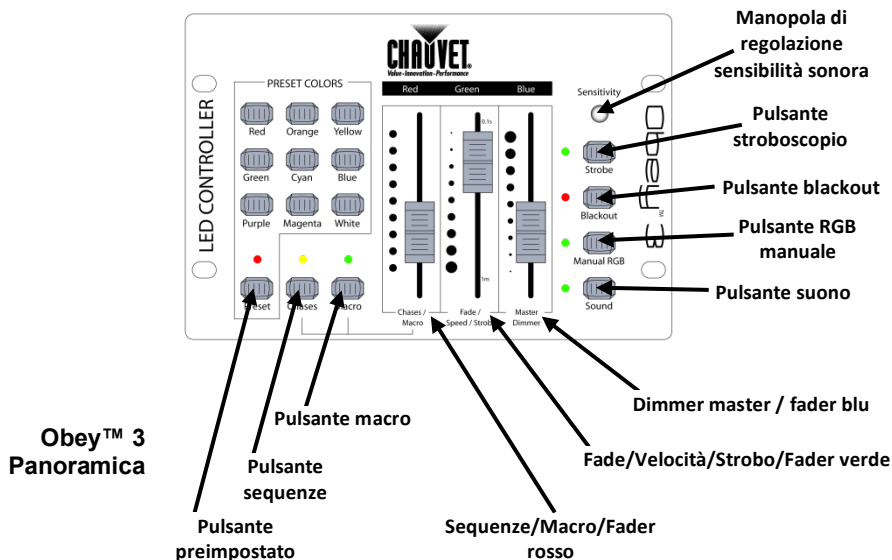 Manopola di
regolazione
sensibilità sonora
CHAUVET®
Value-Innovation-Performance
PRESET COLORS
Red Green Blue
Sensitivity
LED CONTROLLER
Obey™ 3
Red Orange Yellow
0.1s
Pulsante
stroboscopio
Strobe
Green Cyan Blue
Pulsante blackout
Blackout
Purple Magenta White
Pulsante RGB
manuale
Manual RGB
1m
Preset Chases Macro
Pulsante suono
Sound
Chases /
Macro
Fade /
Speed / Strobe
Master
Dimmer
Pulsante macro
Dimmer master / fader blu
Obey™ 3
Panoramica
Pulsante
sequenze
Fade/Velocità/Strobo/Fader verde
Pulsante
preimpostato
Sequenze/Macro/Fader
rosso